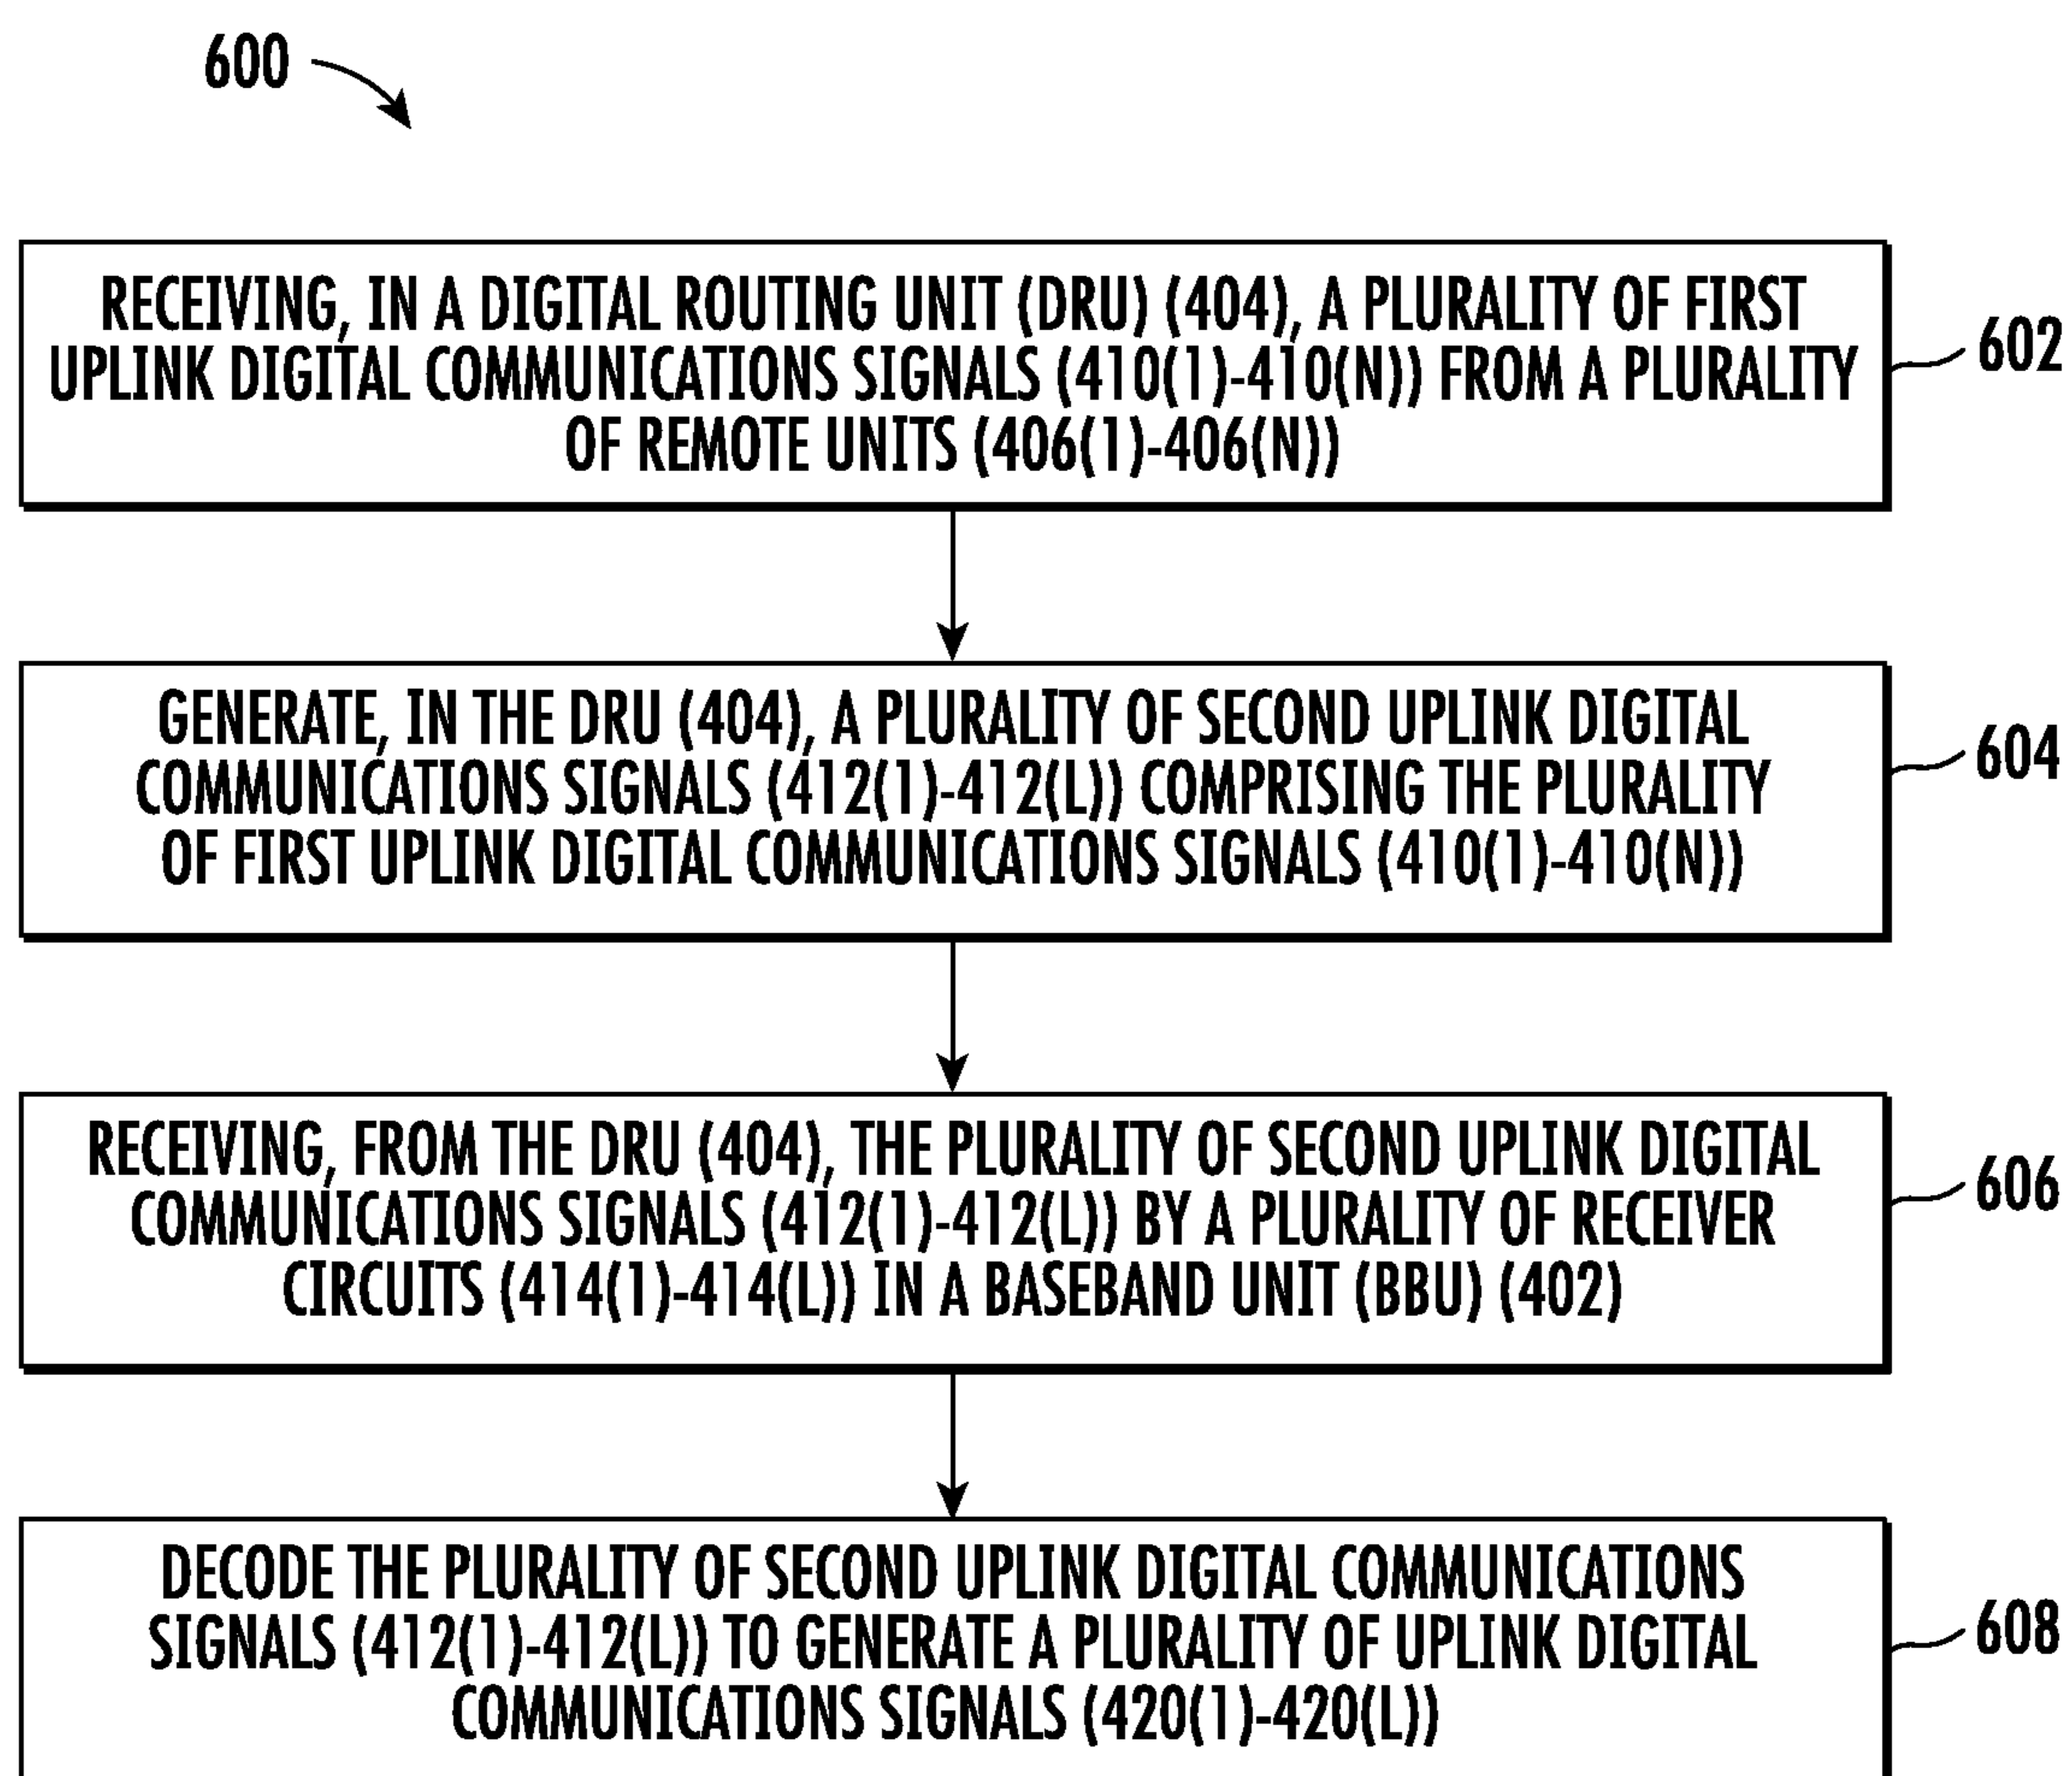 600
RECEIVING, IN A DIGITAL ROUTING UNIT (DRU) (404), A PLURALITY OF FIRST
UPLINK DIGITAL COMMUNICATIONS SIGNALS (410(1)-410(N)) FROM A PLURALITY
OF REMOTE UNITS (406(1)-406(N))
602
GENERATE, IN THE DRU (404), A PLURALITY OF SECOND UPLINK DIGITAL
COMMUNICATIONS SIGNALS (412(1)-412(L)) COMPRISING THE PLURALITY
OF FIRST UPLINK DIGITAL COMMUNICATIONS SIGNALS (410(1)-410(N))
604
RECEIVING, FROM THE DRU (404), THE PLURALITY OF SECOND UPLINK DIGITAL
COMMUNICATIONS SIGNALS (412(1)-412(L)) BY A PLURALITY OF RECEIVER
CIRCUITS (414(1)-414(L)) IN A BASEBAND UNIT (BBU) (402)
606
DECODE THE PLURALITY OF SECOND UPLINK DIGITAL COMMUNICATIONS
SIGNALS (412(1)-412(L)) TO GENERATE A PLURALITY OF UPLINK DIGITAL
COMMUNICATIONS SIGNALS (420(1)-420(L))
608